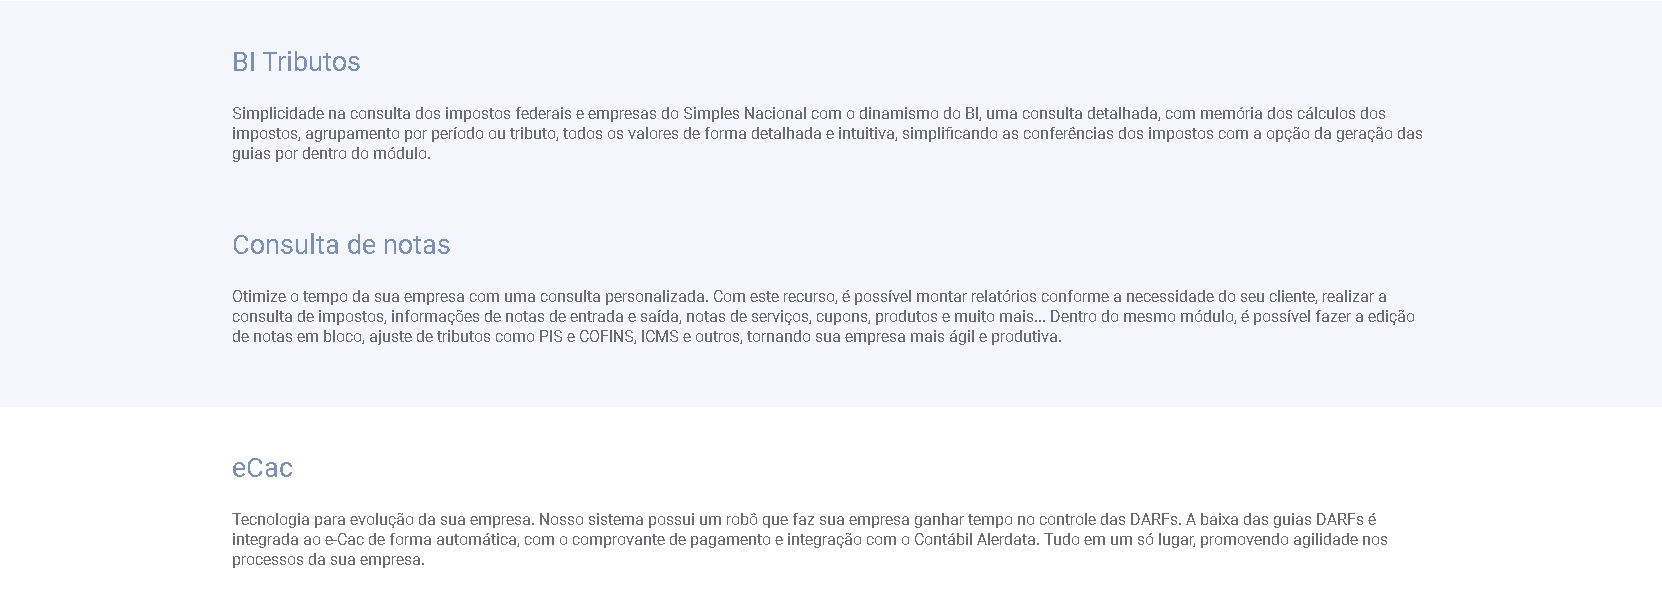 BI Tributos
Simplicidade na consulta dos impostos federais e empresas do Simples Nacional com o dinamismo do BI, uma consulta detalhada, com memória dos cálculos dos
impostos, agrupamento por período ou tributo, todos os valores de forma detalhada e intuitiva, simplificando as conferências dos impostos com a opção da geração das
guias por dentro do módulo.
Consulta de notas
Otimize o tempo da sua empresa com uma consulta personalizada. Com este recurso, é possível montar relatórios conforme a necessidade do seu cliente, realizar a
consulta de impostos, informações de notas de entrada e saída, notas de serviços, cupons, produtos e muito mais... Dentro do mesmo módulo, é possível fazer a edição
de notas em bloco, ajuste de tributos como PIS e COFINS, ICMS e outros, tornando sua empresa mais ágil e produtiva.
eCac
Tecnologia para evolução da sua empresa. Nosso sistema possui um robô que faz sua empresa ganhar tempo no controle das DARFs. A baixa das guias DARFs é
integrada ao e-Cac de forma automática, com o comprovante de pagamento e integração com o Contábil Alerdata. Tudo em um só lugar, promovendo agilidade nos
processos da sua empresa.